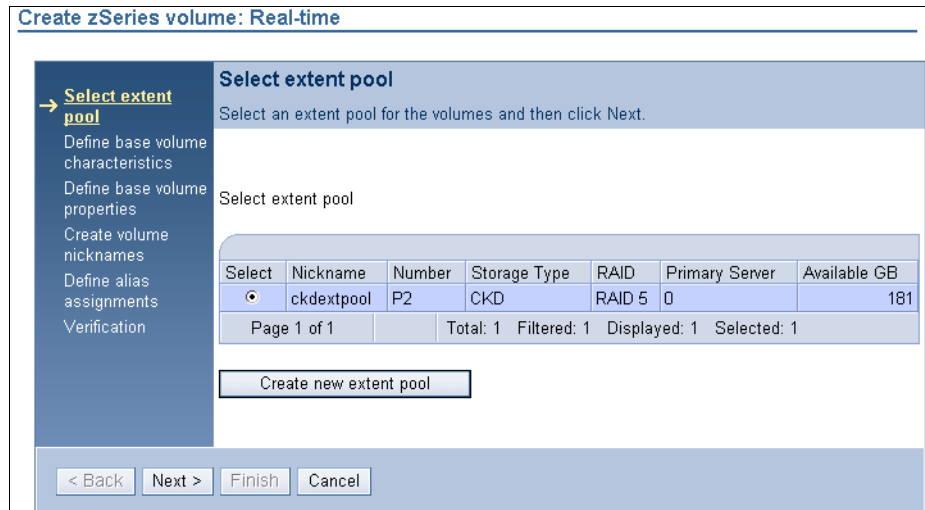 Create zSeries volume: Real-time
Select extent
pool
Define base volume
characteristics
Define base volume
properties
Create volume
nicknames
Define alias
assignments
Verification
Select extent pool
Select an extent pool for the volumes and then click Next.
Select extent pool
Select Nickname Number Storage Type RAID Primary Server Available GB
ckdextpool P2 CKD RAID 5 0 181
Page 1 of 1 Total: 1 Filtered: 1 Displayed: 1 Selected: 1
Create new extent pool
< Back Next > Finish Cancel